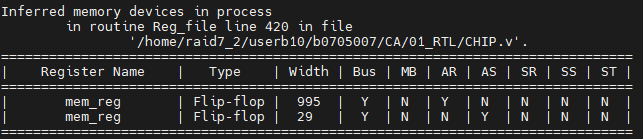 Inferred memory devices in process
in routine Reg_file line 420 in file
'/home/raid7_2/userb10/b0705007/CA/01_RTL/CHIP.v'.
===============================================================================
| Register Name | Type | Width | Bus | MB | AR | AS | SR | SS | ST |
===============================================================================
| mem_reg | Flip-flop | 995 | Y | N | Y | N | N | N | N |
| mem_reg | Flip-flop | 29 | Y | N | N | Y | N | N | N |
===============================================================================